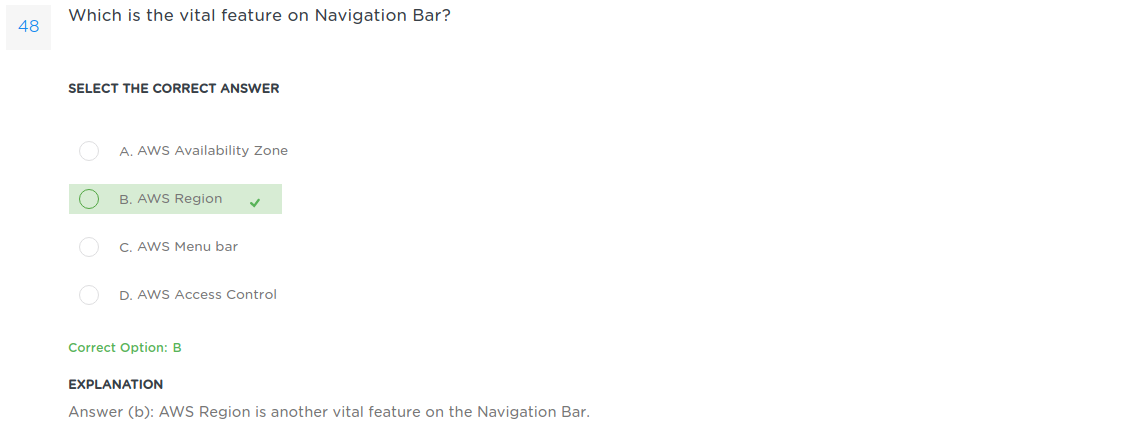 48
Which is the vital feature on Navigation Bar?
SELECT THE CORRECT ANSWER
A. AWS Availability Zone
B. AWS Region
C. AWS Menu bar
D. AWS Access Control
Correct Option: B
EXPLANATION
Answer (b): AWS Region is another vital feature on the Navigation Bar.